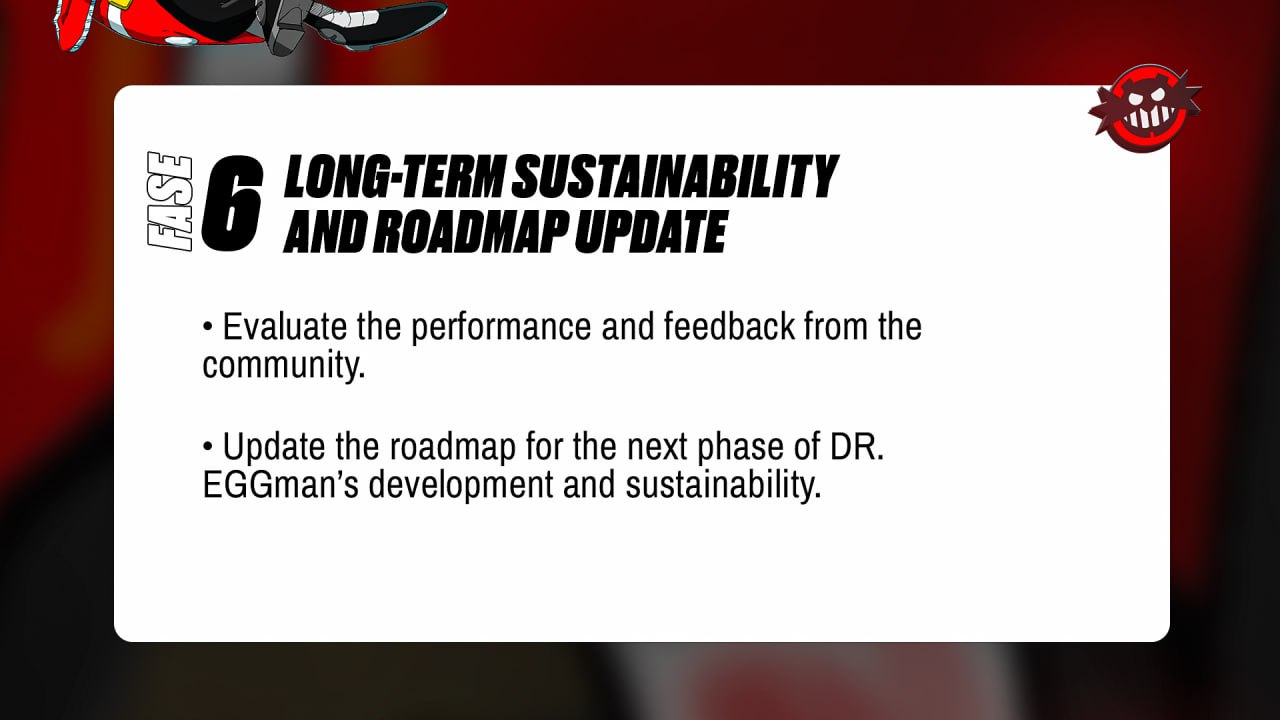 FASE 6 LONG-TERM SUSTAINABILITY
AND ROADMAP UPDATE
• Evaluate the performance and feedback from the
community.
• Update the roadmap for the next phase of DR.
EGGman’s development and sustainability.